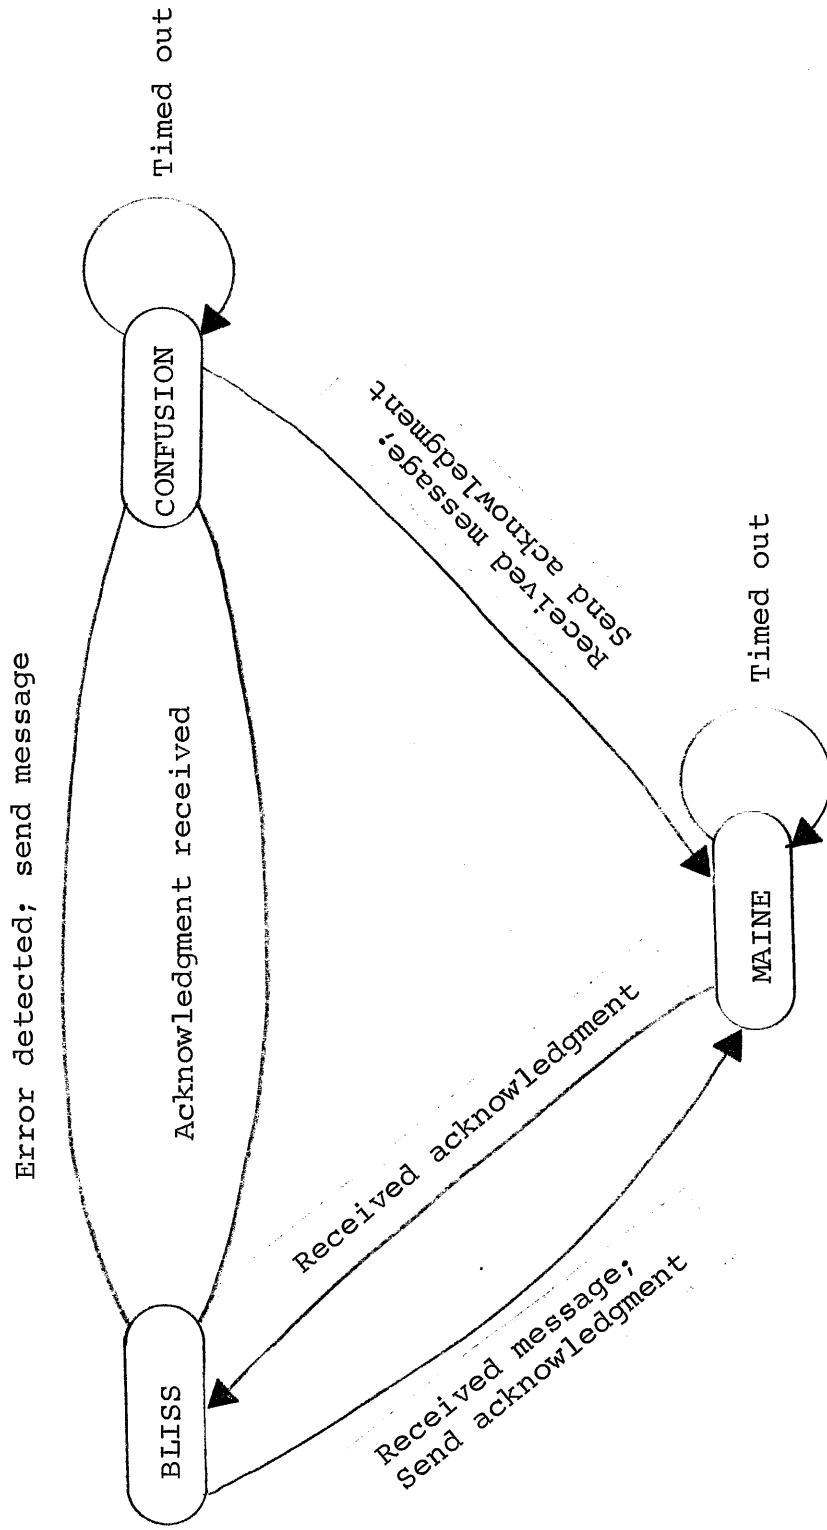 Error detected; send message
Timed out
BLISS
Acknowledgment received
CONFUSION
Received acknowledgment
Received message;
Send acknowledgment
Received message;
Send acknowledgment
MAINE
Timed out